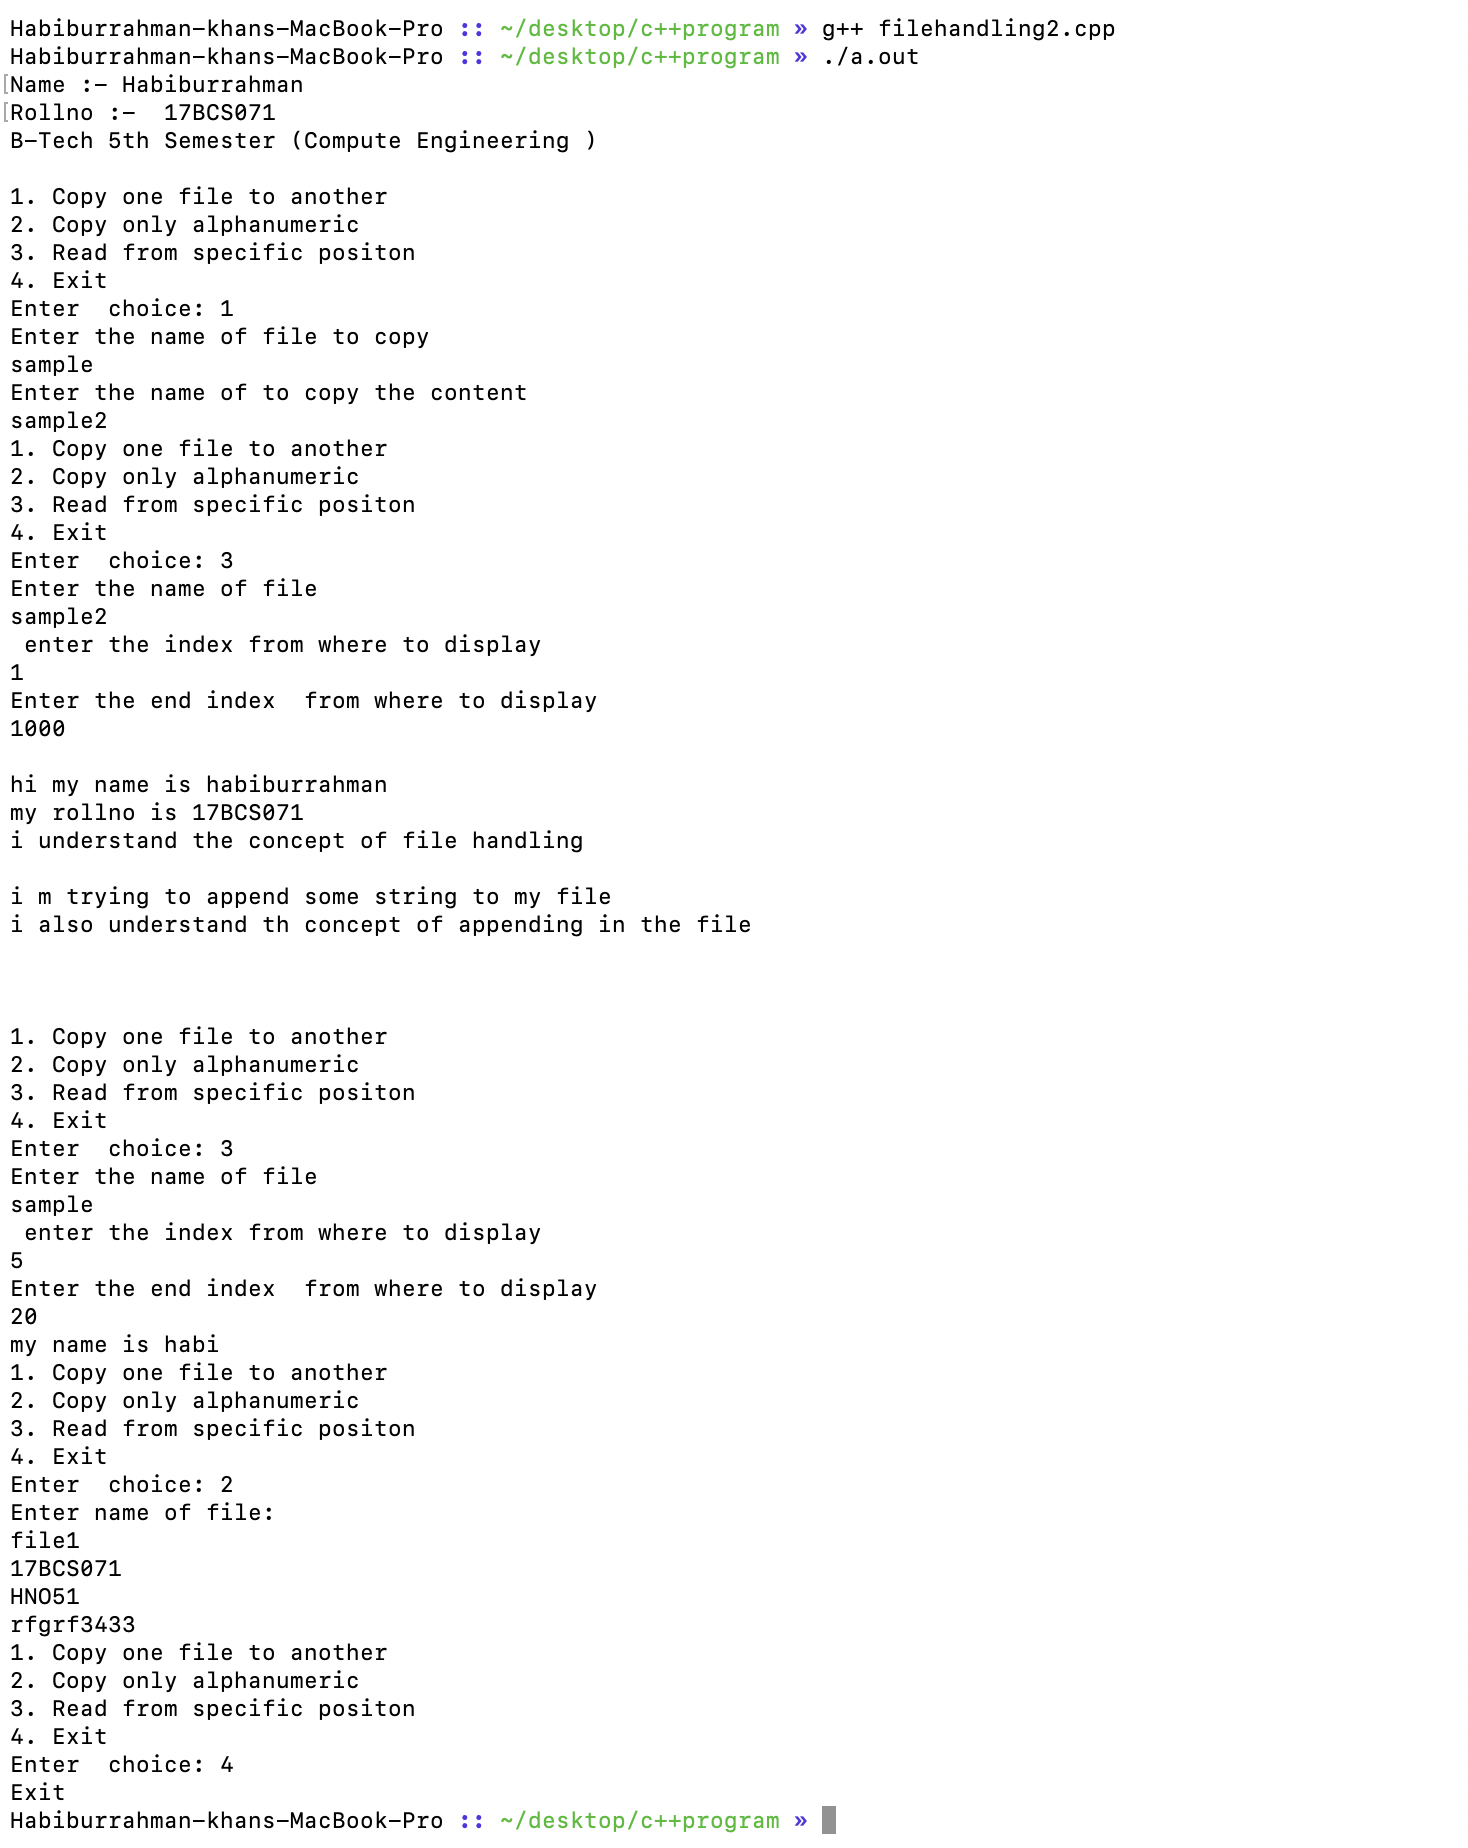 Habiburrahman-khans-MacBook-Pro :: ~/desktop/c++program » g++ filehandling2.cpp
Habiburrahman-khans-MacBook-Pro :: ~/desktop/c++program » ./a.out
[Name :- Habiburrahman
[Rollno :-  17BCS071
B-Tech 5th Semester (Compute Engineering )

1. Copy one file to another
2. Copy only alphanumeric
3. Read from specific positon
4. Exit
Enter  choice: 1
Enter the name of file to copy
sample
Enter the name of to copy the content
sample2
1. Copy one file to another
2. Copy only alphanumeric
3. Read from specific positon
4. Exit
Enter  choice: 3
Enter the name of file
sample2
 enter the index from where to display
1
Enter the end index  from where to display
1000

hi my name is habiburrahman
my rollno is 17BCS071
i understand the concept of file handling

i m trying to append some string to my file
i also understand th concept of appending in the file



1. Copy one file to another
2. Copy only alphanumeric
3. Read from specific positon
4. Exit
Enter  choice: 3
Enter the name of file
sample
 enter the index from where to display
5
Enter the end index  from where to display
20
my name is habi
1. Copy one file to another
2. Copy only alphanumeric
3. Read from specific positon
4. Exit
Enter  choice: 2
Enter name of file:
file1
17BCS071
HNO51
rfgrf3433
1. Copy one file to another
2. Copy only alphanumeric
3. Read from specific positon
4. Exit
Enter  choice: 4
Exit
Habiburrahman-khans-MacBook-Pro :: ~/desktop/c++program »